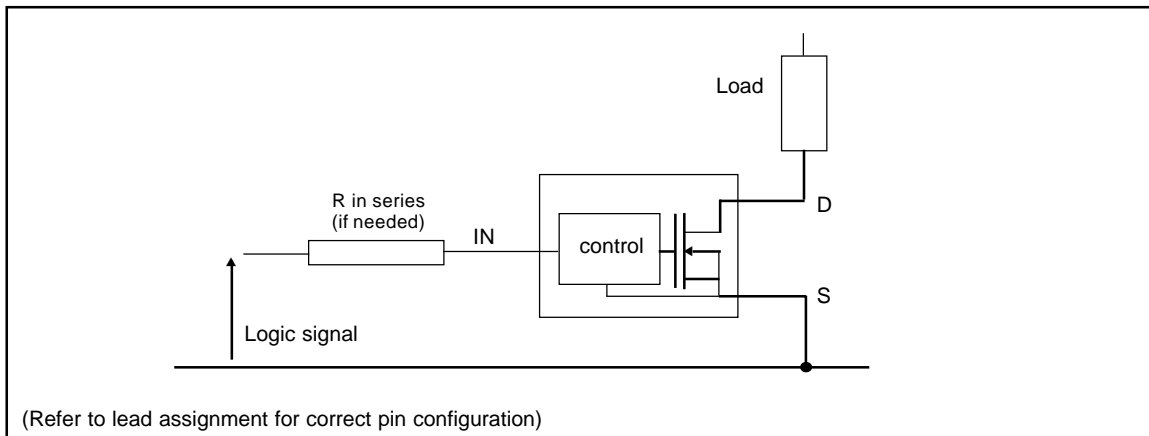 Load
R in series
(if needed)
IN
D
control
S
Logic signal
(Refer to lead assignment for correct pin configuration)